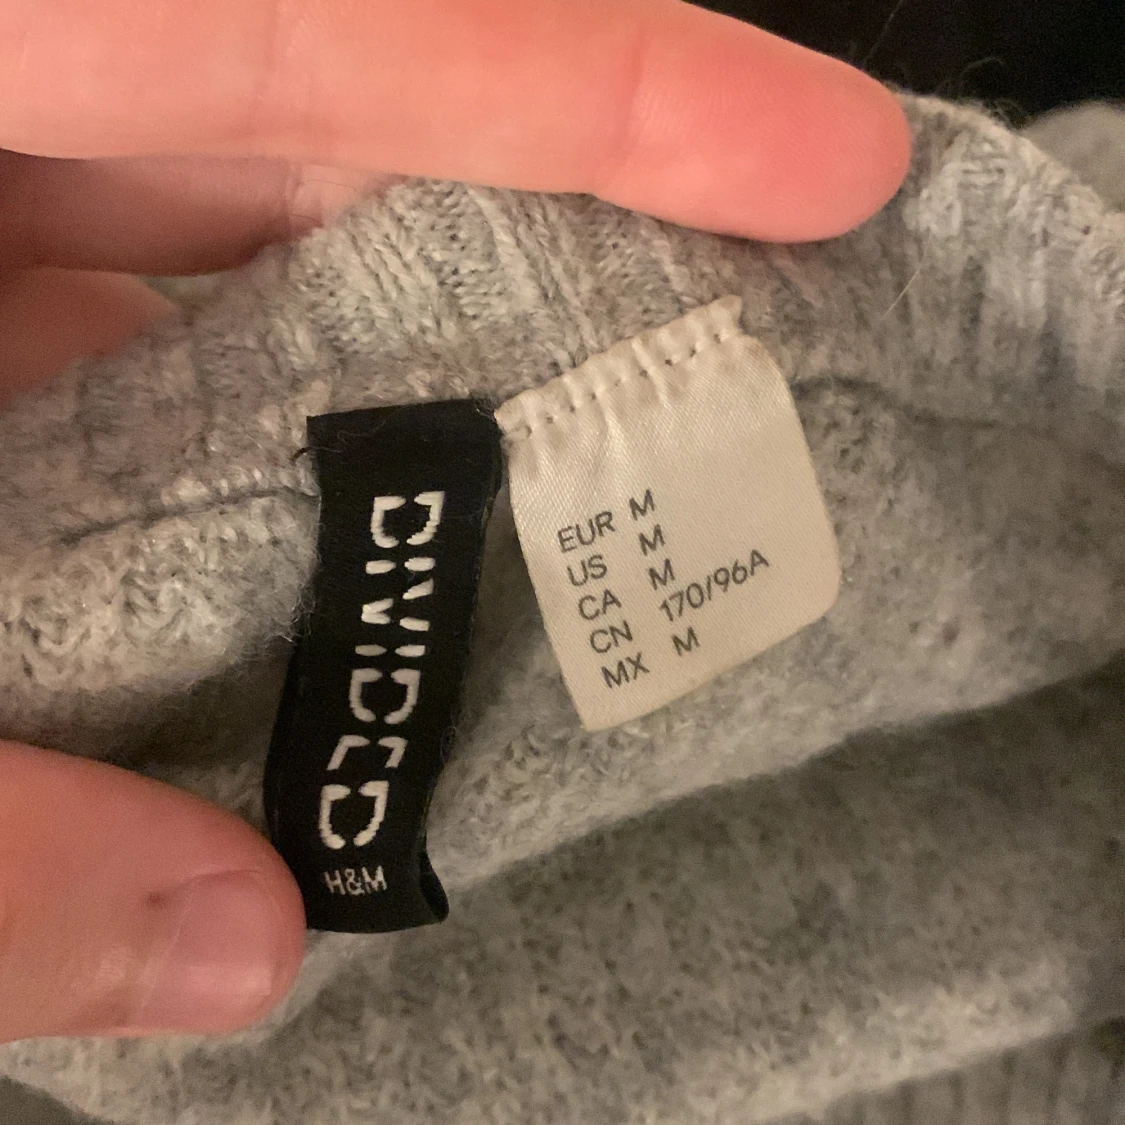 DIVIDED
H&M
EUR M
US M
CA M
CN 170/96A
MX M